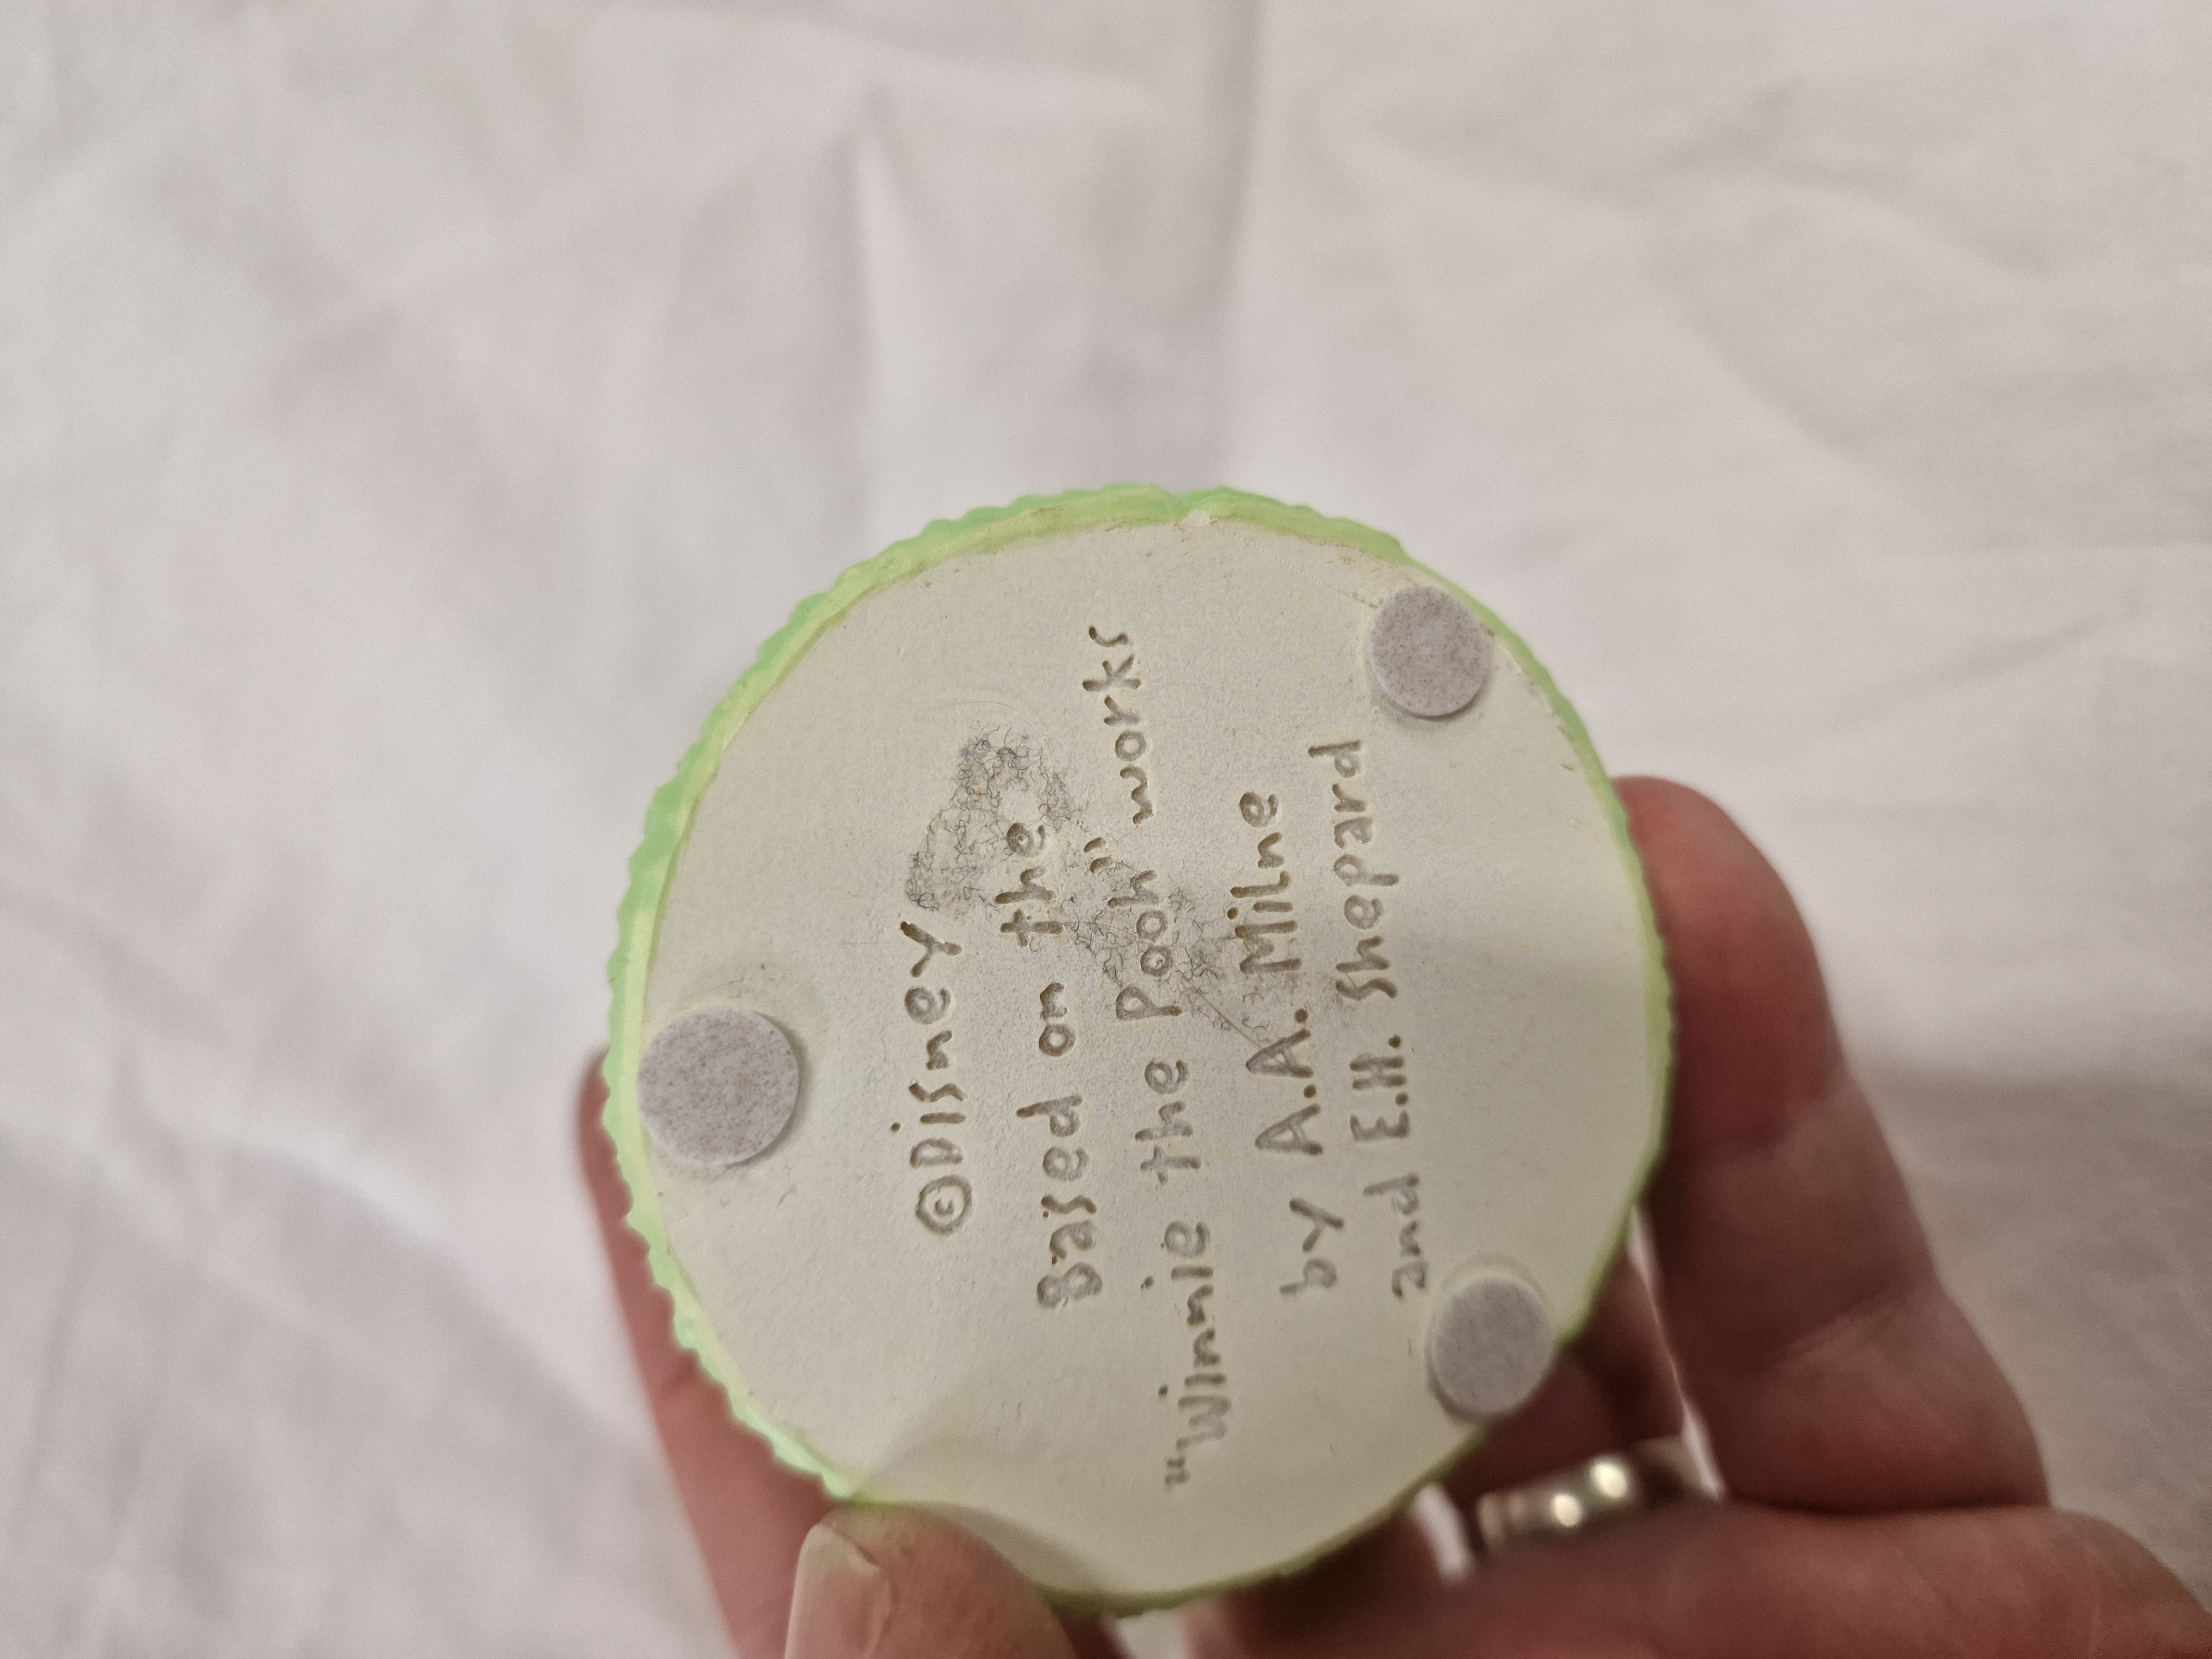 ©Disney
Based on the
"Winnie the Pooh" works
by A.A. Milne
and E.H. Shepard